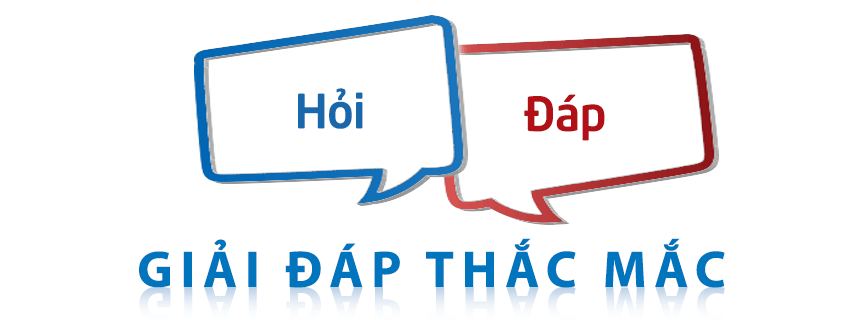 Hỏi
Đáp
GIẢI ĐÁP THẮC MẮC